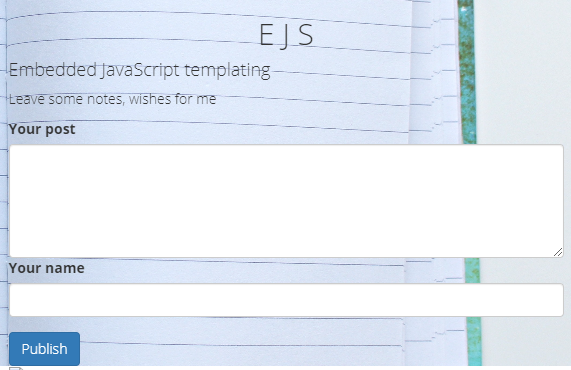 E J S
Embedded JavaScript templating
Leave some notes, wishes for me
Your post
Your name
Publish